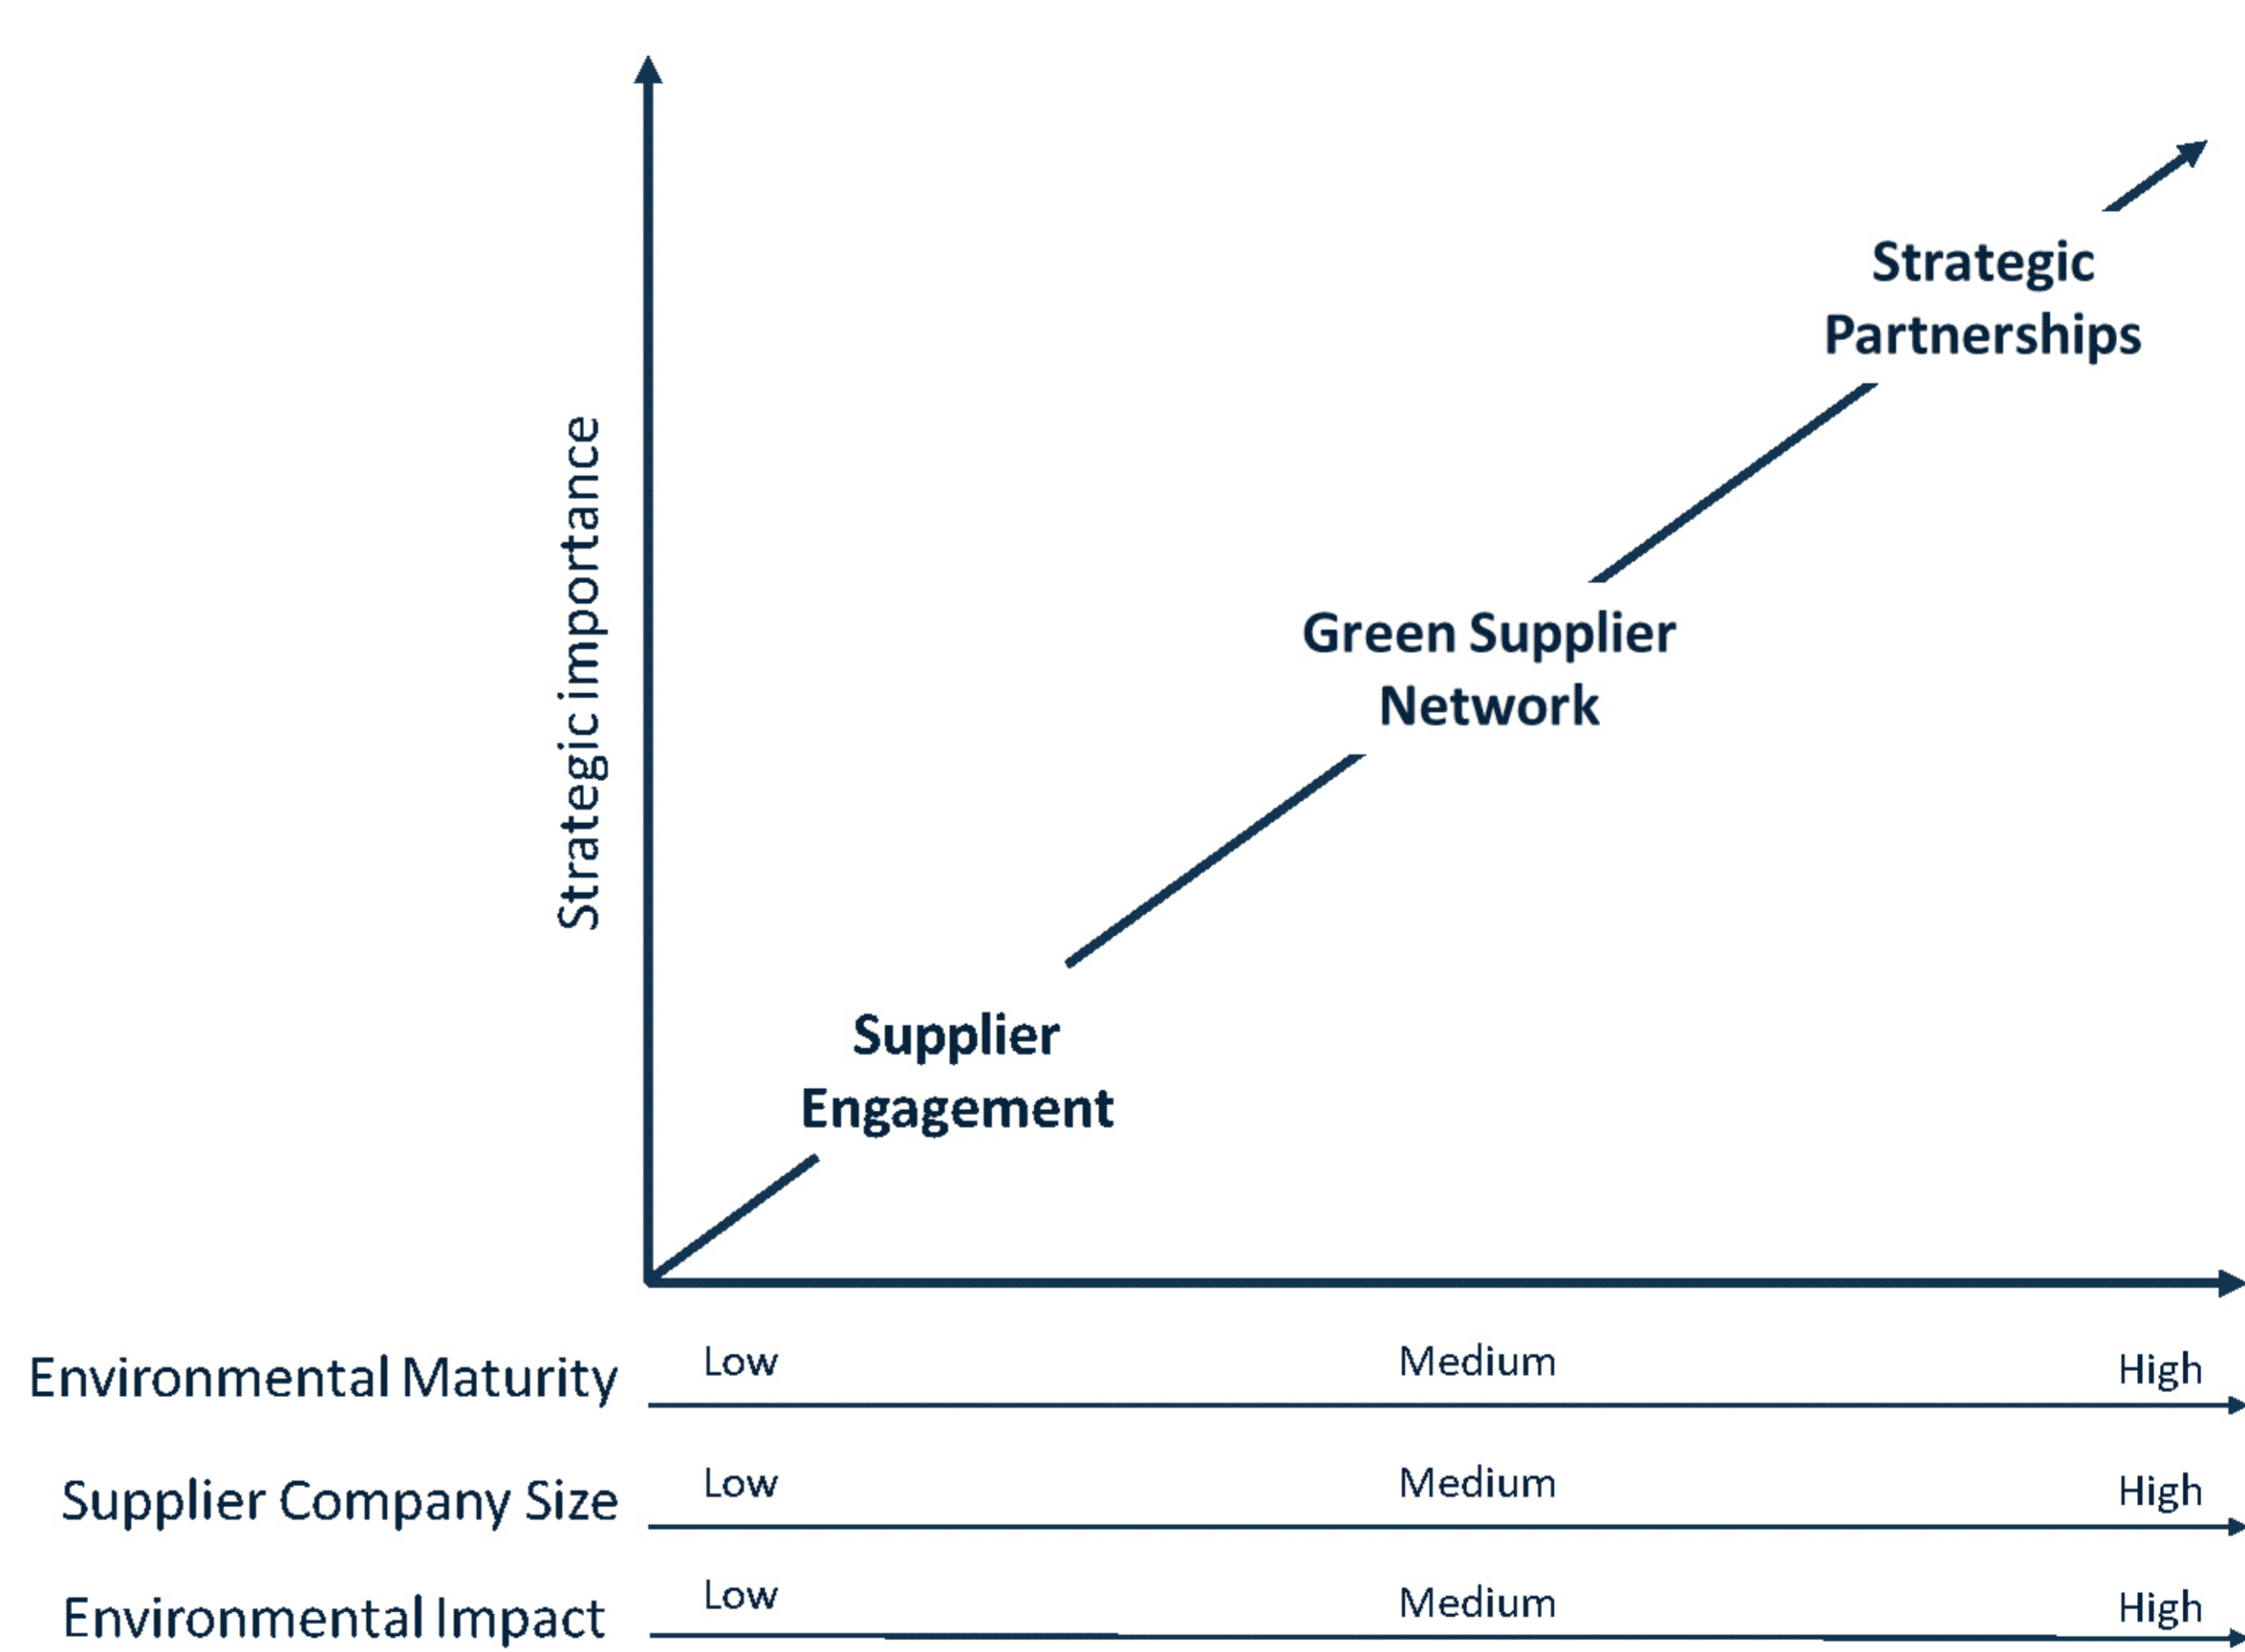 Strategic
Partnerships
Strategic importance
Green Supplier
Network
Supplier
Engagement
Environmental Maturity Low Medium High
Supplier Company Size Low Medium High
Environmental Impact Low Medium High